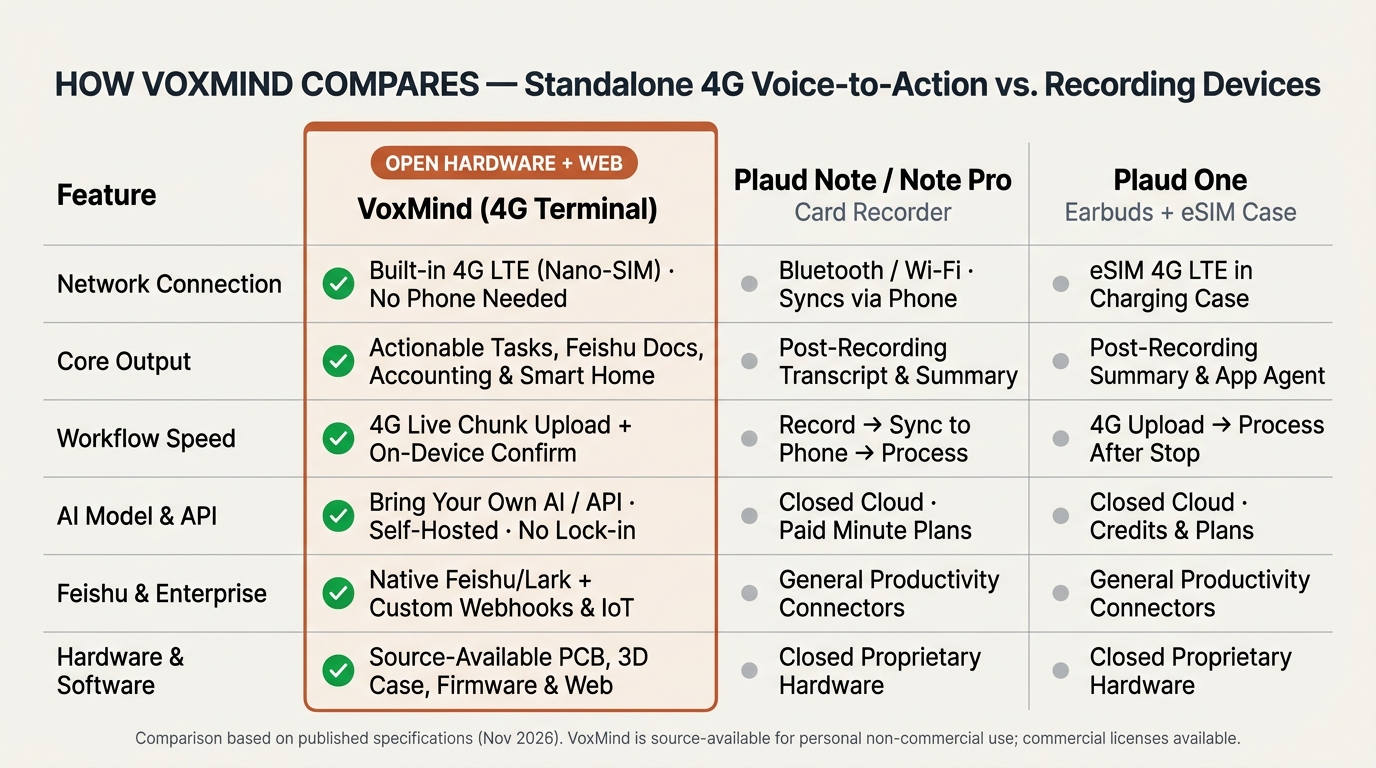 HOW VOXMIND COMPARES — Standalone 4G Voice-to-Action vs. Recording Devices
Feature
OPEN HARDWARE + WEB
VoxMind (4G Terminal)
Plaud Note / Note Pro
Card Recorder
Plaud One
Earbuds + eSIM Case
Network Connection
Built-in 4G LTE (Nano-SIM) ·
No Phone Needed
Bluetooth / Wi-Fi ·
Syncs via Phone
eSIM 4G LTE in
Charging Case
Core Output
Actionable Tasks, Feishu Docs,
Accounting & Smart Home
Post-Recording
Transcript & Summary
Post-Recording
Summary & App Agent
Workflow Speed
4G Live Chunk Upload +
On-Device Confirm
Record → Sync to
Phone → Process
4G Upload → Process
After Stop
AI Model & API
Bring Your Own AI / API ·
Self-Hosted · No Lock-in
Closed Cloud ·
Paid Minute Plans
Closed Cloud ·
Credits & Plans
Feishu & Enterprise
Native Feishu/Lark +
Custom Webhooks & IoT
General Productivity
Connectors
General Productivity
Connectors
Hardware &
Software
Source-Available PCB, 3D
Case, Firmware & Web
Closed Proprietary
Hardware
Closed Proprietary
Hardware
Comparison based on published specifications (Nov 2026). VoxMind is source-available for personal non-commercial use; commercial licenses available.